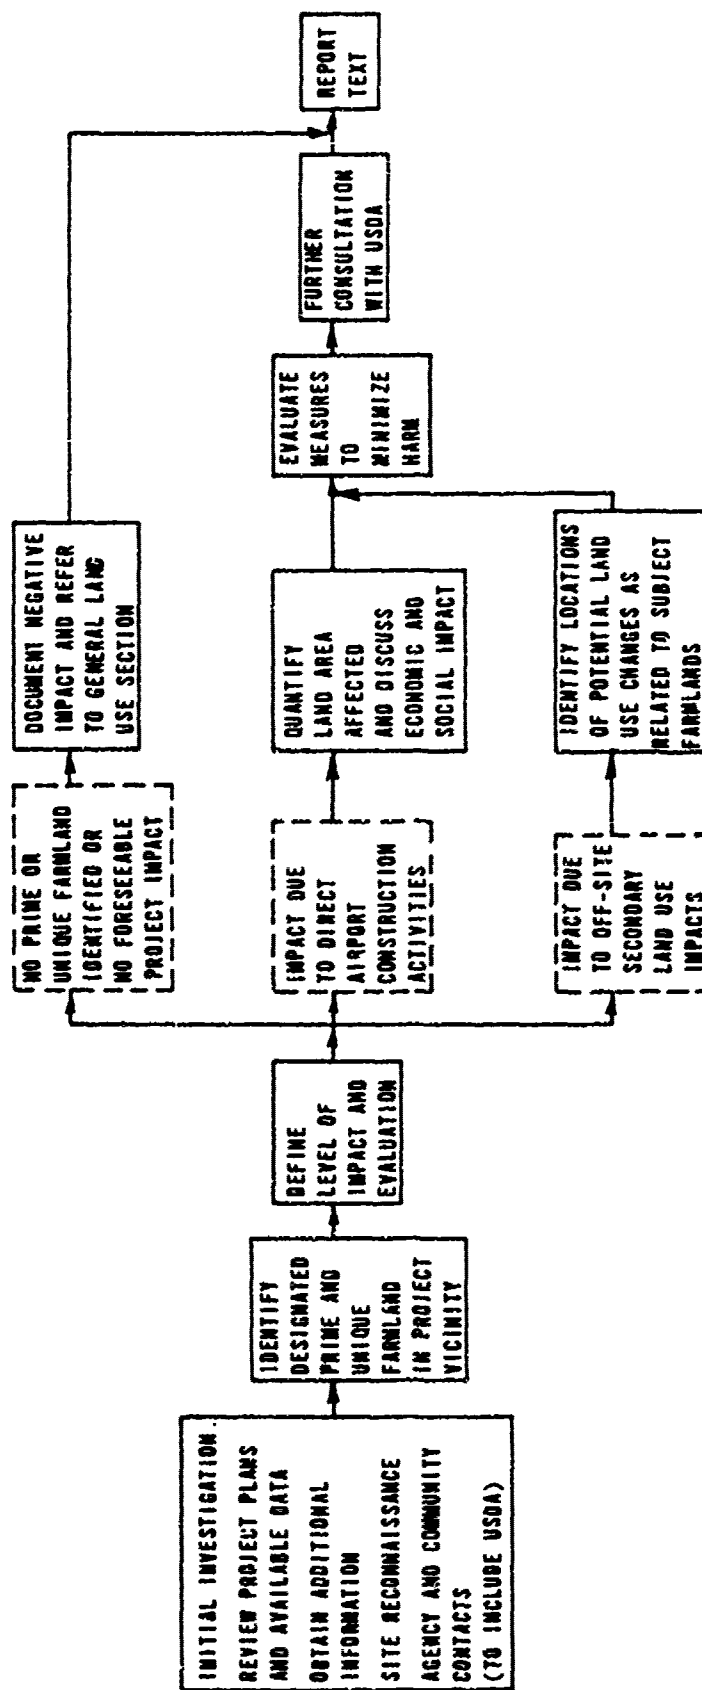 INITIAL INVESTIGATION
REVIEW PROJECT PLANS
AND AVAILABLE DATA
OBTAIN ADDITIONAL
INFORMATION
SITE RECONNAISSANCE
AGENCY AND COMMUNITY
CONTACTS
(TO INCLUDE USDA)
IDENTIFY
DESIGNATED
PRIME AND
UNIQUE
FARMLAND
IN PROJECT
VICINITY
DEFINE
LEVEL OF
IMPACT AND
EVALUATION
NO PRIME OR
UNIQUE FARMLAND
IDENTIFIED OR
NO FORESEEABLE
PROJECT IMPACT
DOCUMENT NEGATIVE
IMPACT AND REFER
TO GENERAL LAND
USE SECTION
IMPACT DUE
TO DIRECT
AIRPORT
CONSTRUCTION
ACTIVITIES
QUANTIFY
LAND AREA
AFFECTED
AND DISCUSS
ECONOMIC AND
SOCIAL IMPACT
IMPACT DUE
TO OFF-SITE
SECONDARY
LAND USE
IMPACTS
IDENTIFY LOCATIONS
OF POTENTIAL LAND
USE CHANGES AS
RELATED TO SUBJECT
FARMLANDS
EVALUATE
MEASURES
TO
MINIMIZE
HARM
FURTHER
CONSULTATION
WITH USDA
REPORT
TEXT